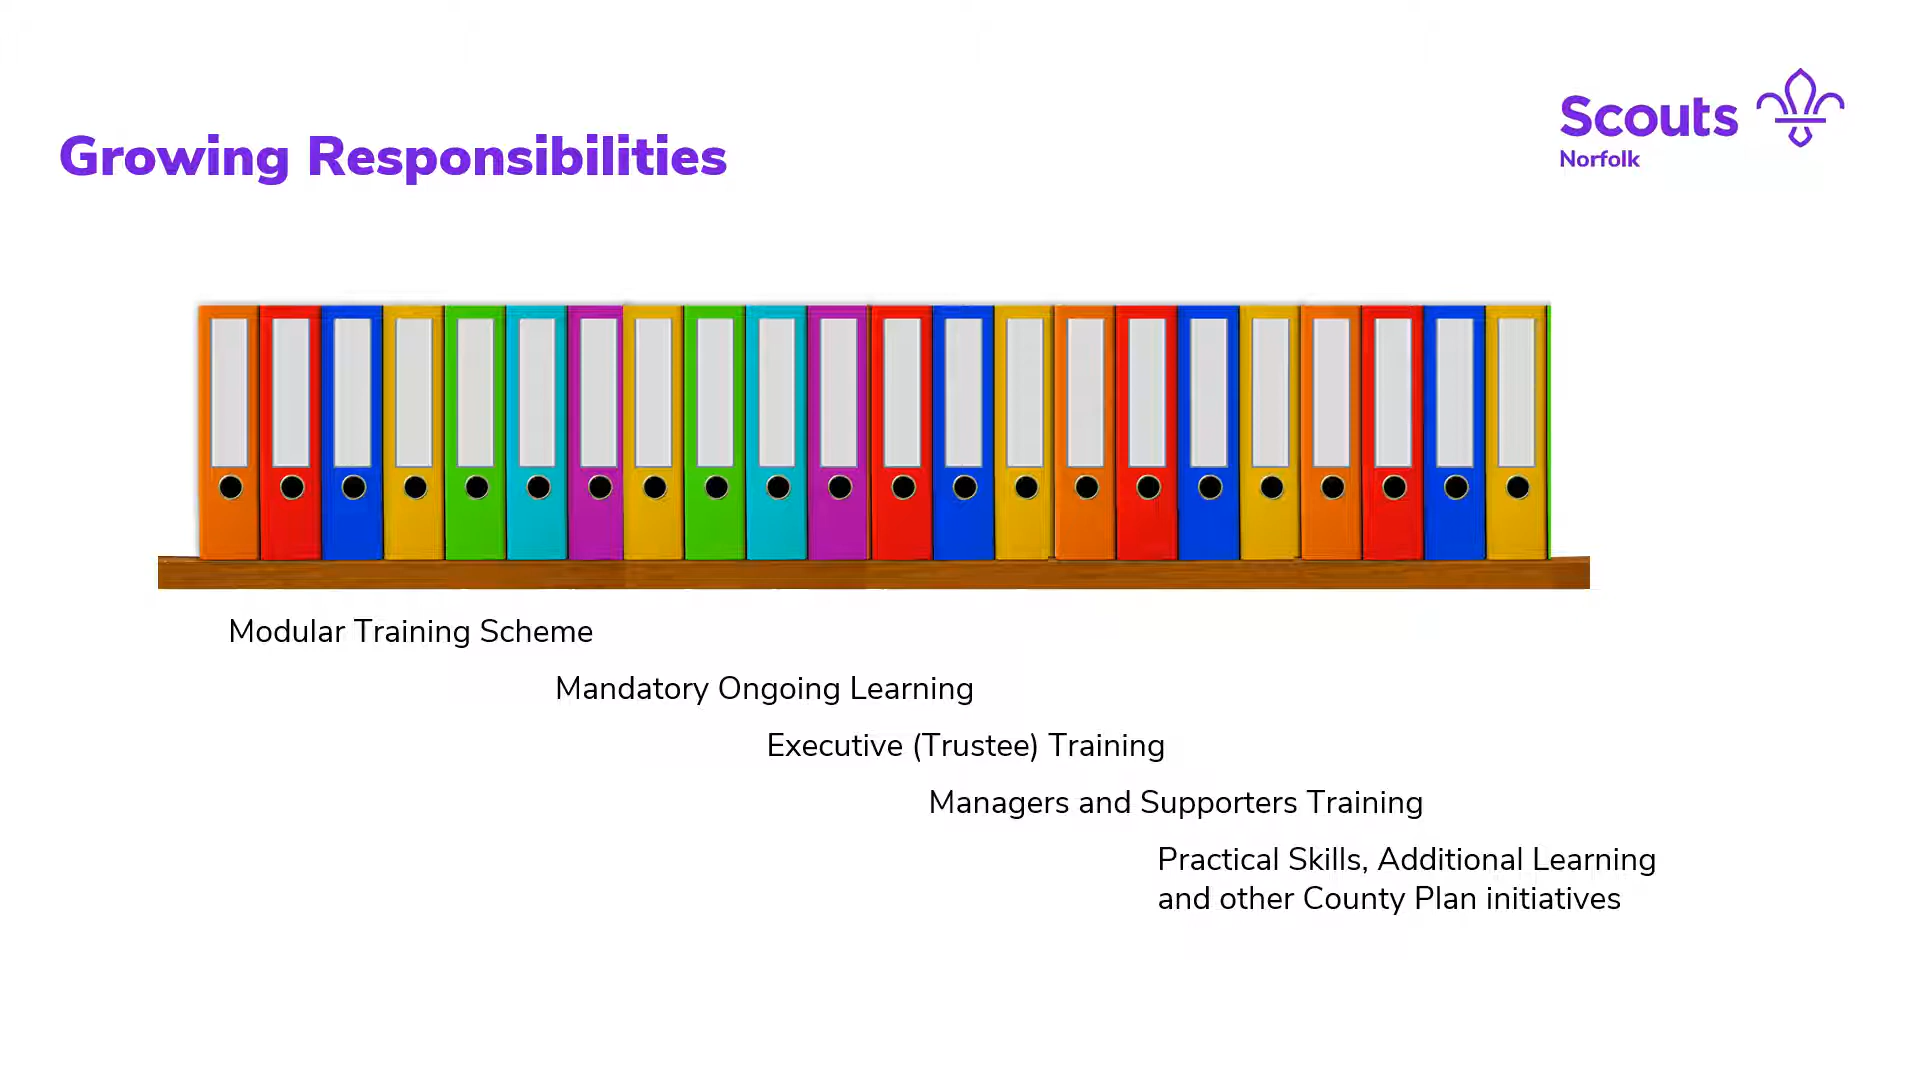 Growing Responsibilities
Scouts
Norfolk
Modular Training Scheme
Mandatory Ongoing Learning
Executive (Trustee) Training
Managers and Supporters Training
Practical Skills, Additional Learning
and other County Plan initiatives